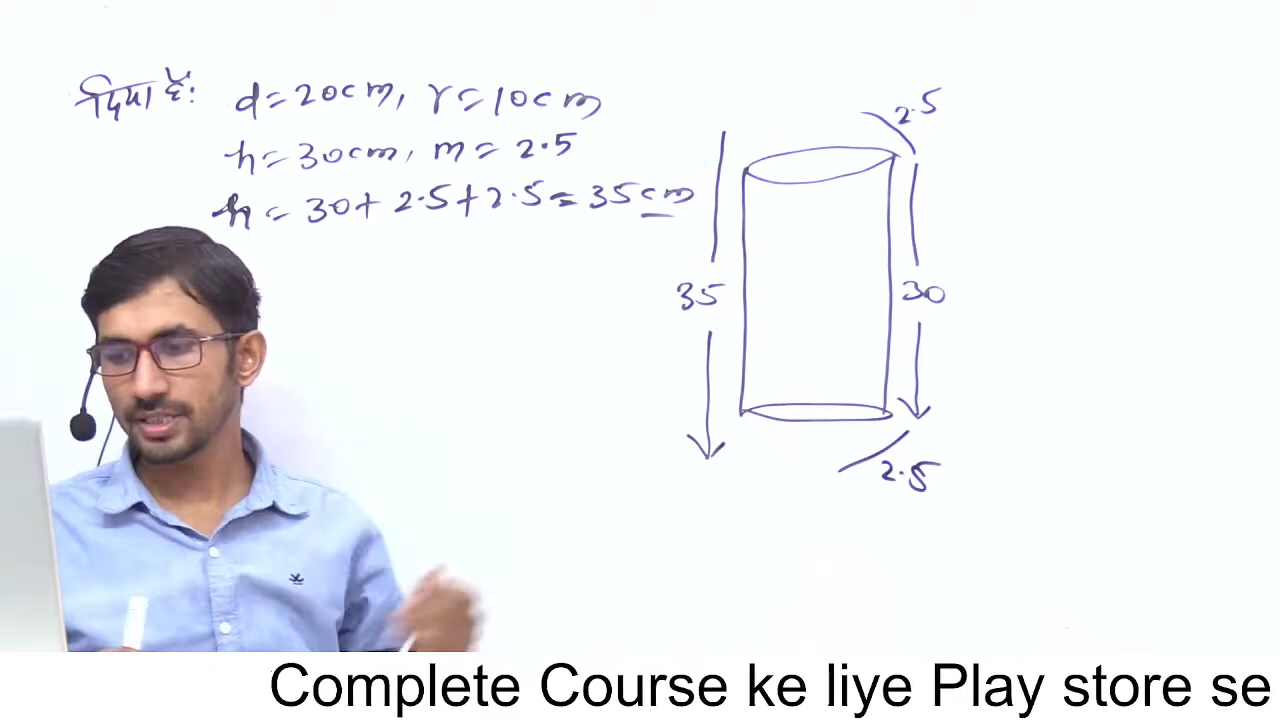 दिया है: d=20cm, r=10cm
h=30cm, m=2.5
h=30+2.5+2.5=35cm
2.5
35
30
2.5
Complete Course ke liye Play store se